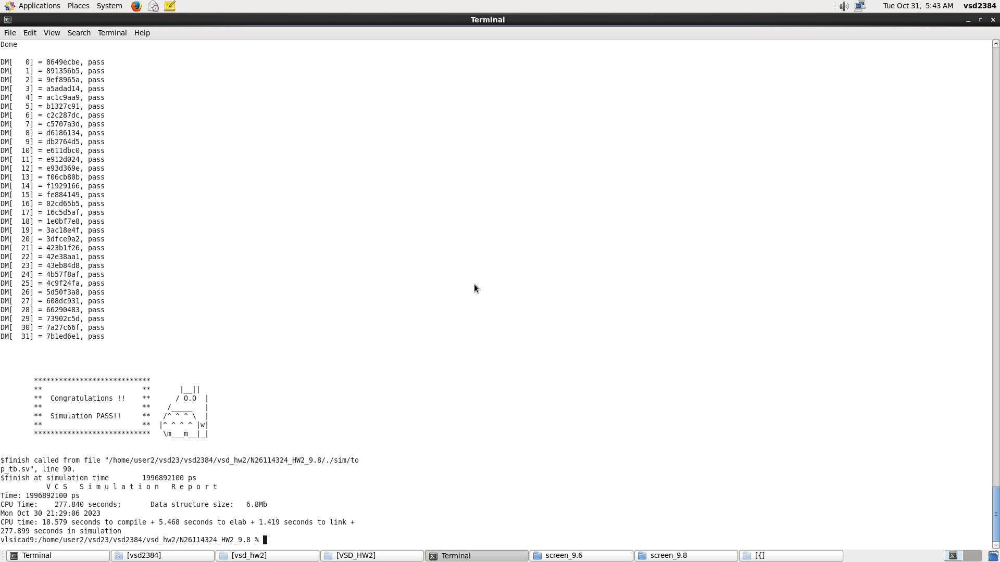 Applications Places System Tue Oct 31, 5:43 AM vsd2384
Terminal
File Edit View Search Terminal Help
Done
DM[   0] = 8649ecbe, pass
DM[   1] = 891356b5, pass
DM[   2] = 9ef8965a, pass
DM[   3] = a5adad14, pass
DM[   4] = ac1c9aa9, pass
DM[   5] = b1327c91, pass
DM[   6] = c2c287dc, pass
DM[   7] = c5707a3d, pass
DM[   8] = d6186134, pass
DM[   9] = db2764d5, pass
DM[  10] = e611dbc0, pass
DM[  11] = e912d024, pass
DM[  12] = e93d369e, pass
DM[  13] = f06cb80b, pass
DM[  14] = f1929166, pass
DM[  15] = fe884149, pass
DM[  16] = 02cd65b5, pass
DM[  17] = 16c5d5af, pass
DM[  18] = 1e0bf7e8, pass
DM[  19] = 3ac18e4f, pass
DM[  20] = 3dfce9a2, pass
DM[  21] = 423b1f26, pass
DM[  22] = 42e38aa1, pass
DM[  23] = 43eb84d8, pass
DM[  24] = 4b57f8af, pass
DM[  25] = 4c9f24fa, pass
DM[  26] = 5d50f3a8, pass
DM[  27] = 608dc931, pass
DM[  28] = 66290483, pass
DM[  29] = 73902c5d, pass
DM[  30] = 7a27c66f, pass
DM[  31] = 7b1ed6e1, pass
        ****************************
        **                        **       |__||
        **  Congratulations !!    **      / O.O  |
        **                        **    /_____   |
        **  Simulation PASS!!     **   /^ ^ ^ \  |
        **                        **  |^ ^ ^ ^ |w|
        ****************************   \m___m__|_|
$finish called from file "/home/user2/vsd23/vsd2384/vsd_hw2/N26114324_HW2_9.8/./sim/to
p_tb.sv", line 90.
$finish at simulation time        1996892100 ps
           V C S   S i m u l a t i o n   R e p o r t
Time: 1996892100 ps
CPU Time:    277.840 seconds;       Data structure size:   6.8Mb
Mon Oct 30 21:29:06 2023
CPU time: 18.579 seconds to compile + 5.468 seconds to elab + 1.419 seconds to link +
277.899 seconds in simulation
vlsicad9:/home/user2/vsd23/vsd2384/vsd_hw2/N26114324_HW2_9.8 %
Terminal [vsd2384] [vsd_hw2] [VSD_HW2] Terminal screen_9.6 screen_9.8 [{]